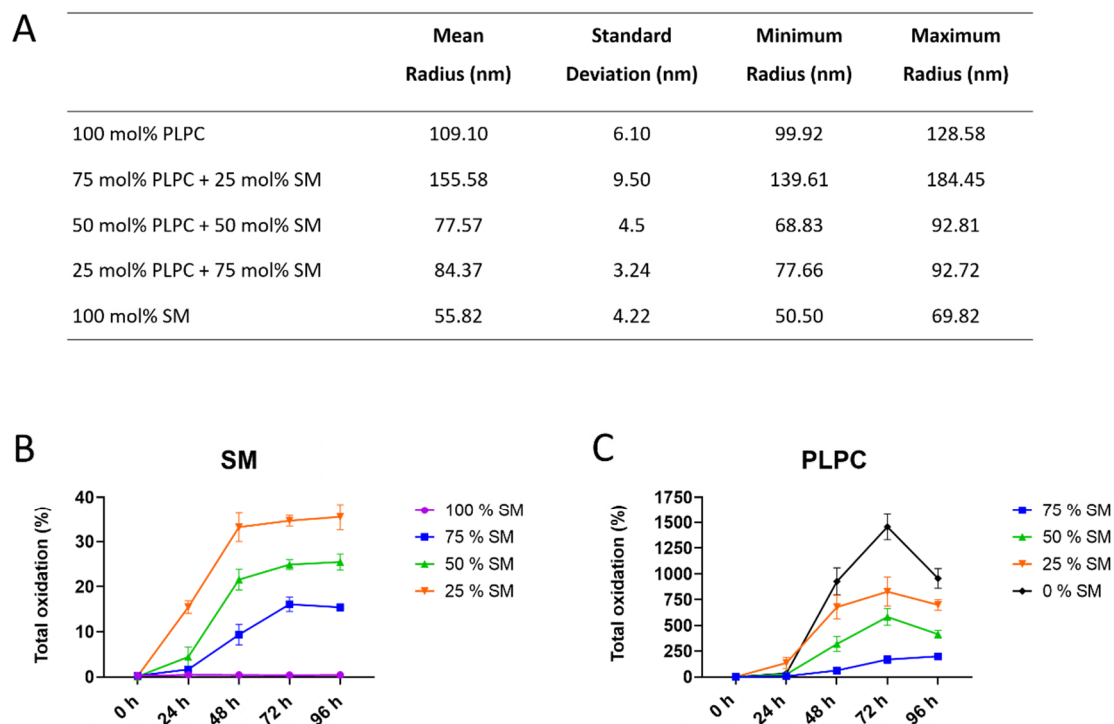 A
Mean Standard Minimum Maximum
Radius (nm) Deviation (nm) Radius (nm) Radius (nm)
100 mol% PLPC 109.10 6.10 99.92 128.58
75 mol% PLPC + 25 mol% SM 155.58 9.50 139.61 184.45
50 mol% PLPC + 50 mol% SM 77.57 4.5 68.83 92.81
25 mol% PLPC + 75 mol% SM 84.37 3.24 77.66 92.72
100 mol% SM 55.82 4.22 50.50 69.82
B
SM
Total oxidation (%)
40
30
20
10
0
0 h
24 h
48 h
72 h
96 h
100 % SM
75 % SM
50 % SM
25 % SM
C
PLPC
Total oxidation (%)
1750
1500
1250
1000
750
500
250
0
0 h
24 h
48 h
72 h
96 h
75 % SM
50 % SM
25 % SM
0 % SM